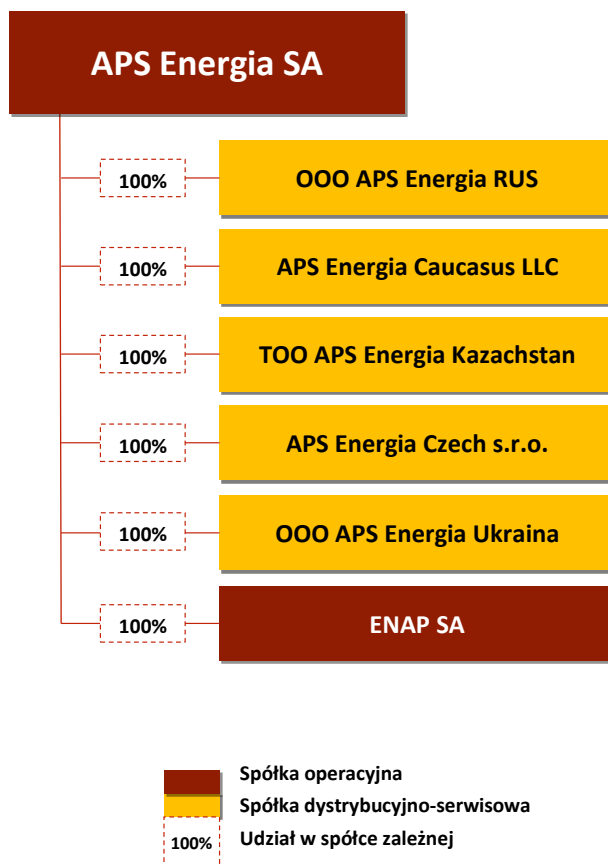 APS Energia SA
100%
OOO APS Energia RUS
100%
APS Energia Caucasus LLC
100%
TOO APS Energia Kazachstan
100%
APS Energia Czech s.r.o.
100%
OOO APS Energia Ukraina
100%
ENAP SA
Spółka operacyjna
Spółka dystrybucyjno-serwisowa
100%
Udział w spółce zależnej